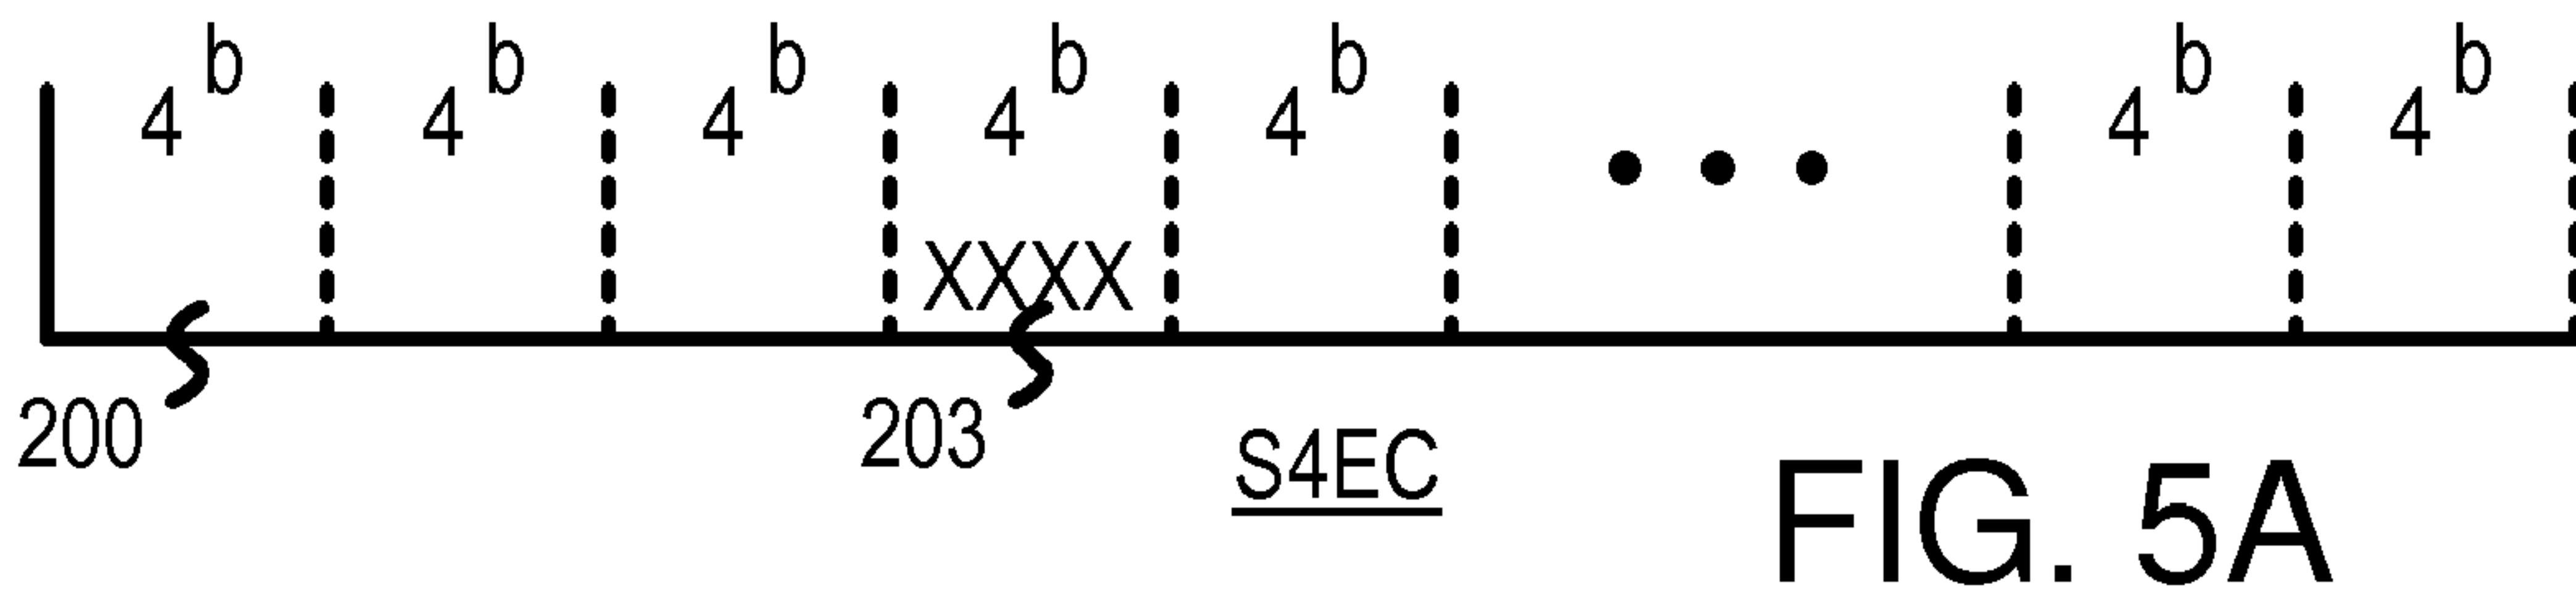 4^b 4^b 4^b 4^b 4^b • • • 4^b 4^b
XXXX
200 203
S4EC
FIG. 5A